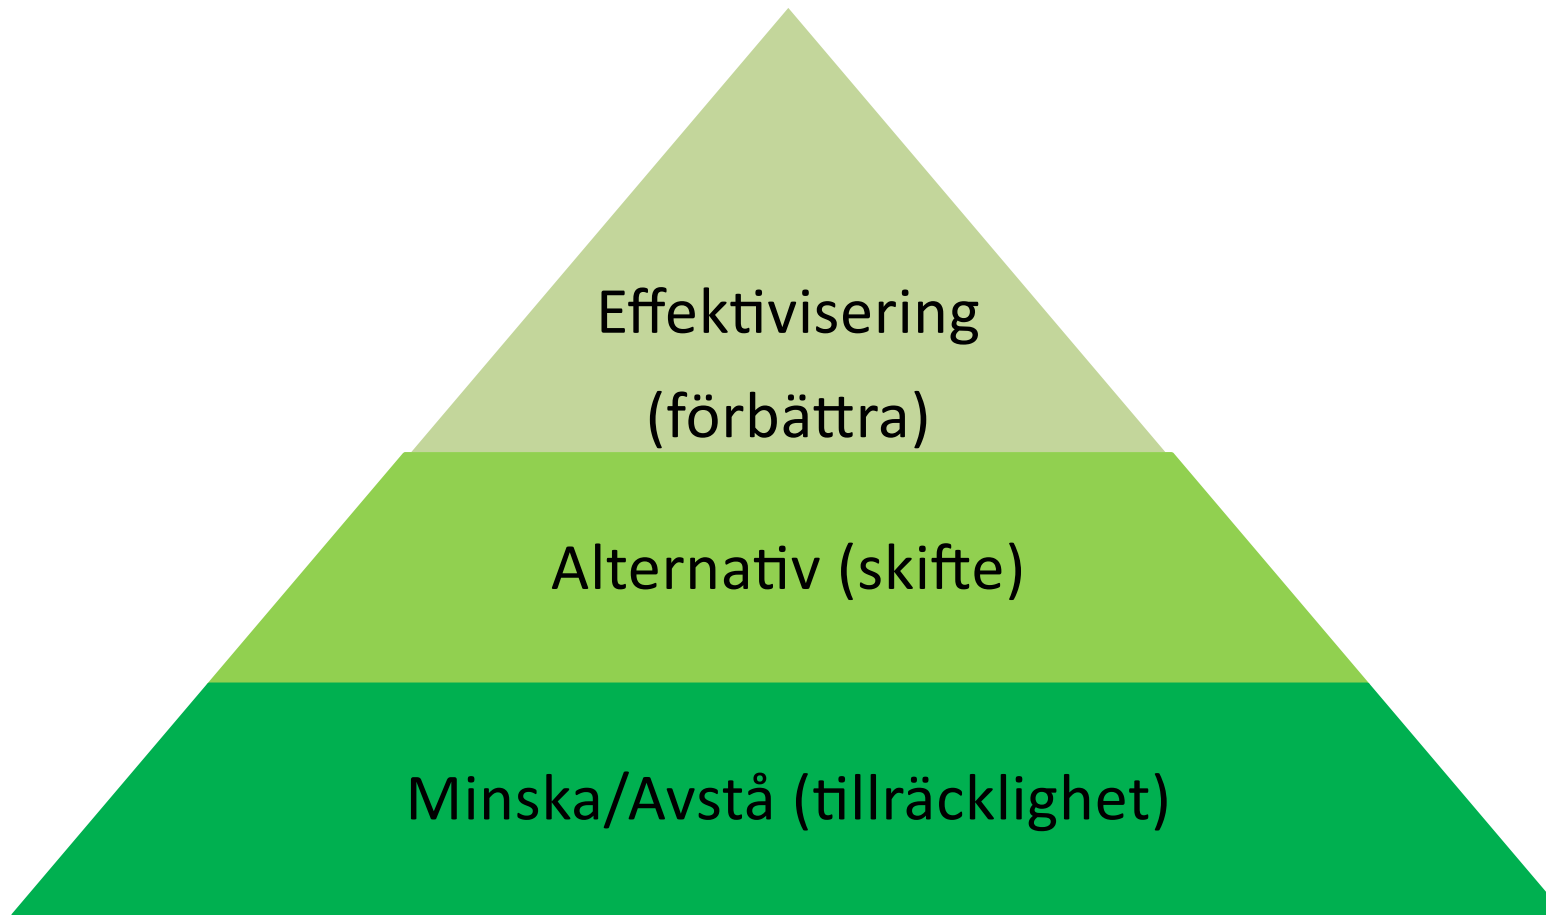 Effektivisering
(förbättra)
Alternativ (skifte)
Minska/Avstå (tillräcklighet)